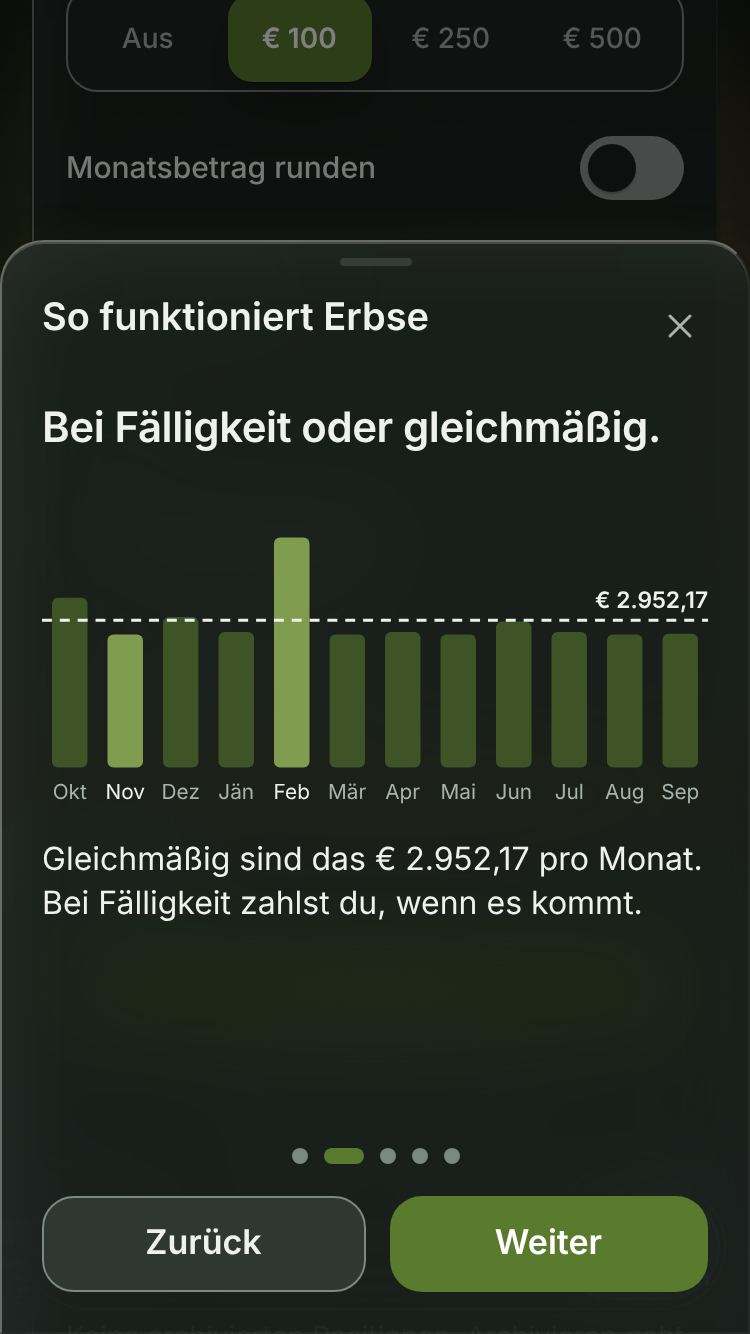 Aus € 100 € 250 € 500
Monatsbetrag runden
So funktioniert Erbse
Bei Fälligkeit oder gleichmäßig.
€ 2.952,17
Okt Nov Dez Jän Feb Mär Apr Mai Jun Jul Aug Sep
Gleichmäßig sind das € 2.952,17 pro Monat.
Bei Fälligkeit zahlst du, wenn es kommt.
Zurück Weiter